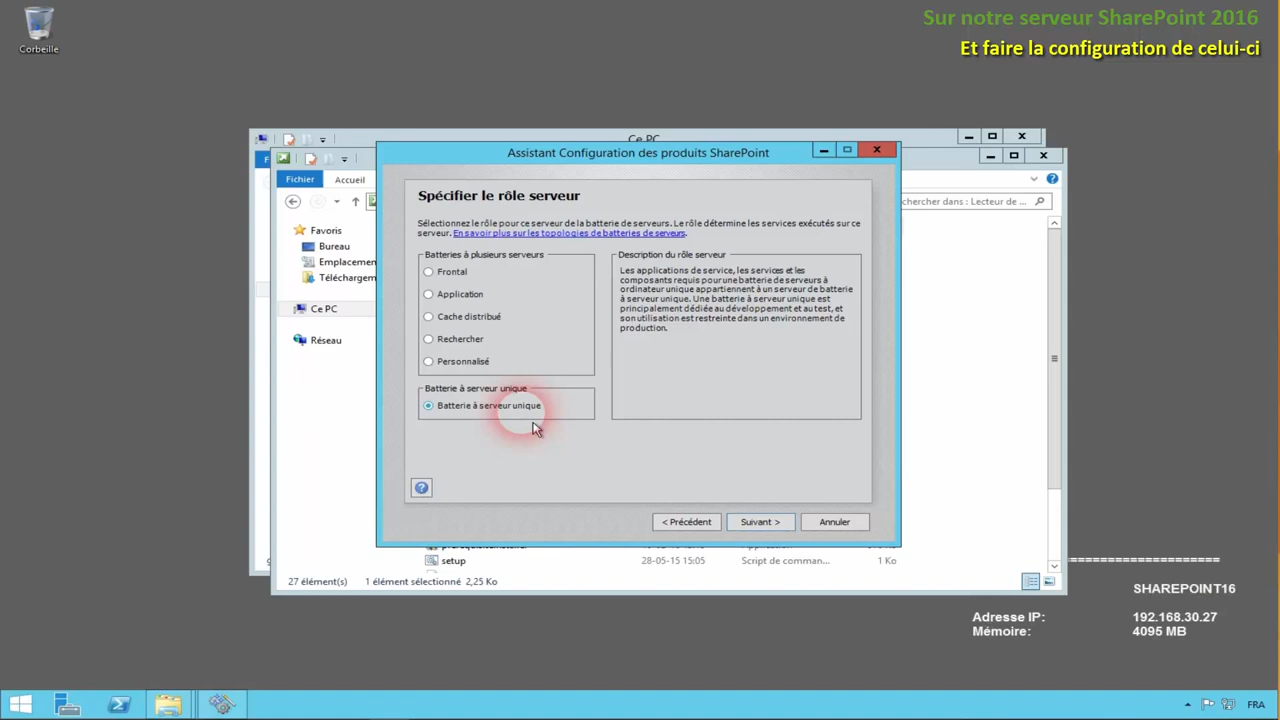 Sur notre serveur SharePoint 2016
Et faire la configuration de celui-ci
Corbeille
Ce PC
Assistant Configuration des produits SharePoint
Fichier
Accueil
chercher dans : Lecteur de ...
Favoris
Bureau
Emplacemen
Téléchargem
Ce PC
Réseau
Spécifier le rôle serveur
Sélectionnez le rôle pour ce serveur de la batterie de serveurs. Le rôle détermine les services exécutés sur ce
serveur. En savoir plus sur les topologies de batteries de serveurs.
Batteries à plusieurs serveurs
Frontal
Application
Cache distribué
Rechercher
Personnalisé
Batterie à serveur unique
Batterie à serveur unique
Description du rôle serveur
Les applications de service, les services et les
composants requis pour une batterie de serveurs à
ordinateur unique appartiennent à un serveur de batterie
à serveur unique. Une batterie à serveur unique est
principalement dédiée au développement et au test, et
son utilisation est restreinte dans un environnement de
production.
< Précédent
Suivant >
Annuler
setup
28-05-15 15:05
Script de comman...
1 Ko
27 élément(s)
1 élément sélectionné 2,25 Ko
SHAREPOINT16
Adresse IP: 192.168.30.27
Mémoire: 4095 MB
FRA